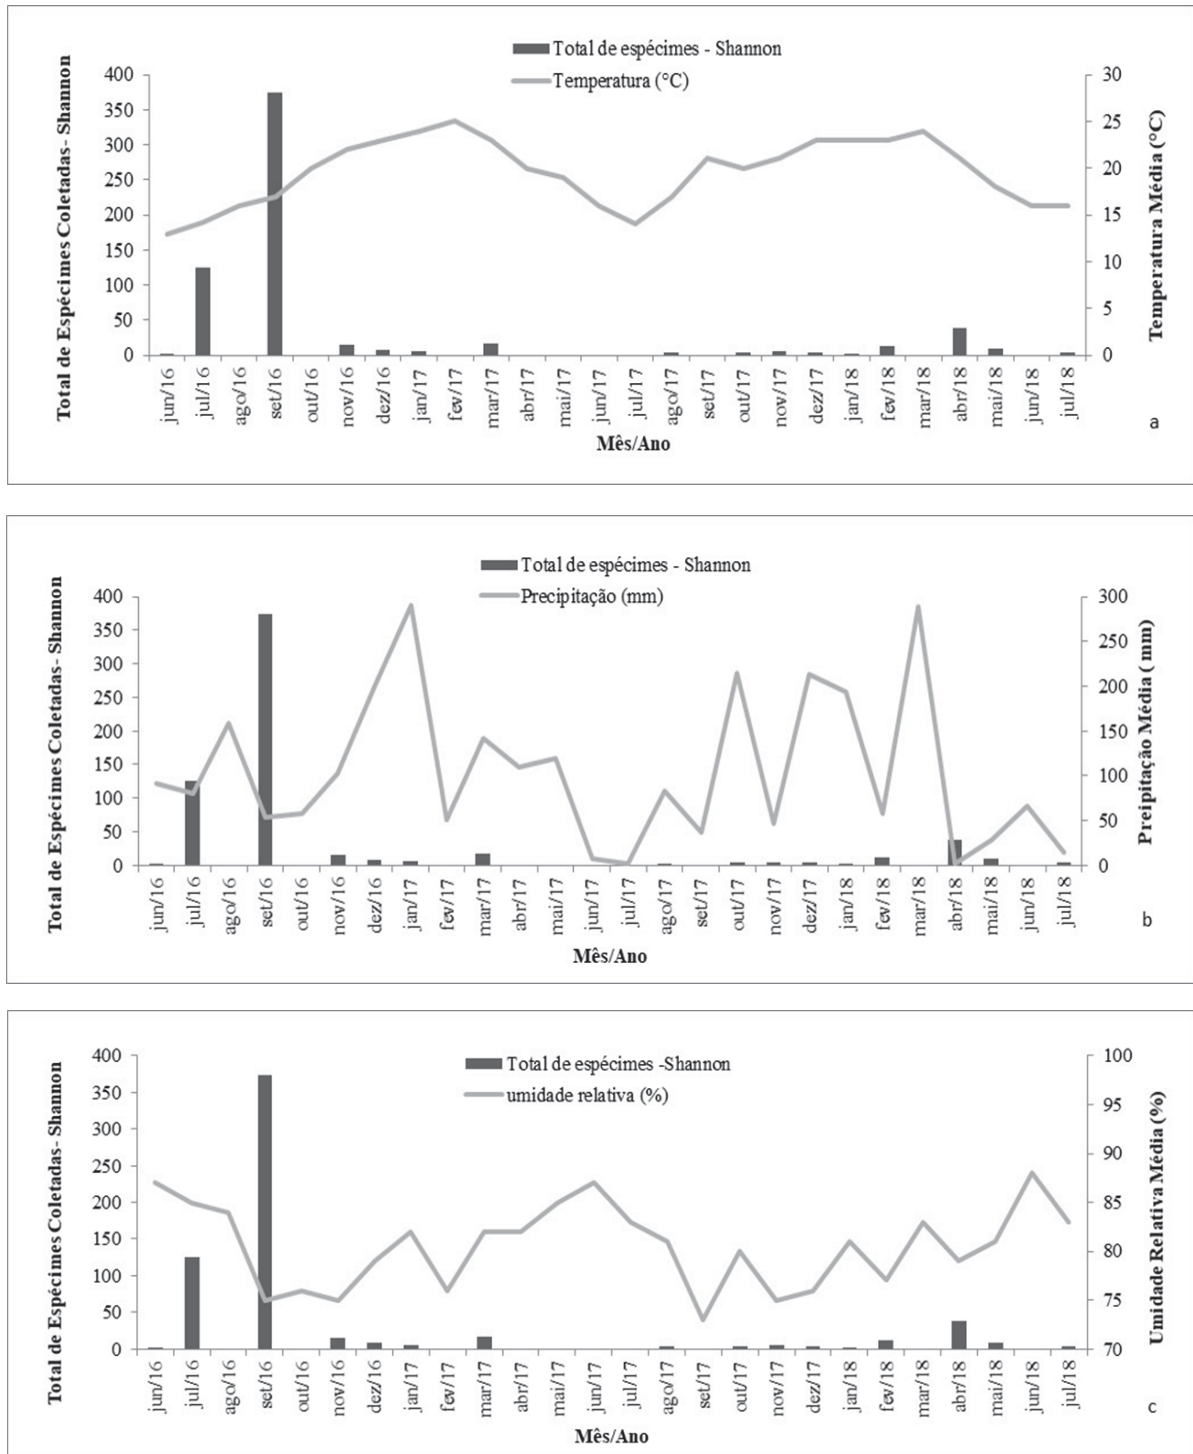 Total de espécimes - Shannon
Temperatura (°C)
Total de Espécimes Coletadas- Shannon
400
350
300
250
200
150
100
50
0
30
25
20
15
10
5
0
Temperatura Média (°C)
jun/16
jul/16
ago/16
set/16
out/16
nov/16
dez/16
jan/17
fev/17
mar/17
abr/17
mai/17
jun/17
jul/17
ago/17
set/17
out/17
nov/17
dez/17
jan/18
fev/18
mar/18
abr/18
mai/18
jun/18
jul/18
Mês/Ano
a
Total de espécimes - Shannon
Precipitação (mm)
Total de Espécimes Coletadas- Shannon
400
350
300
250
200
150
100
50
0
300
250
200
150
100
50
0
Preipitação Média ( mm)
jun/16
jul/16
ago/16
set/16
out/16
nov/16
dez/16
jan/17
fev/17
mar/17
abr/17
mai/17
jun/17
jul/17
ago/17
set/17
out/17
nov/17
dez/17
jan/18
fev/18
mar/18
abr/18
mai/18
jun/18
jul/18
Mês/Ano
b
Total de espécimes -Shannon
umidade relativa (%)
Total de Espécimes Coletadas- Shannon
400
350
300
250
200
150
100
50
0
100
95
90
85
80
75
70
Umidade Relativa Média (%)
jun/16
jul/16
ago/16
set/16
out/16
nov/16
dez/16
jan/17
fev/17
mar/17
abr/17
mai/17
jun/17
jul/17
ago/17
set/17
out/17
nov/17
dez/17
jan/18
fev/18
mar/18
abr/18
mai/18
jun/18
jul/18
Mês/Ano
c